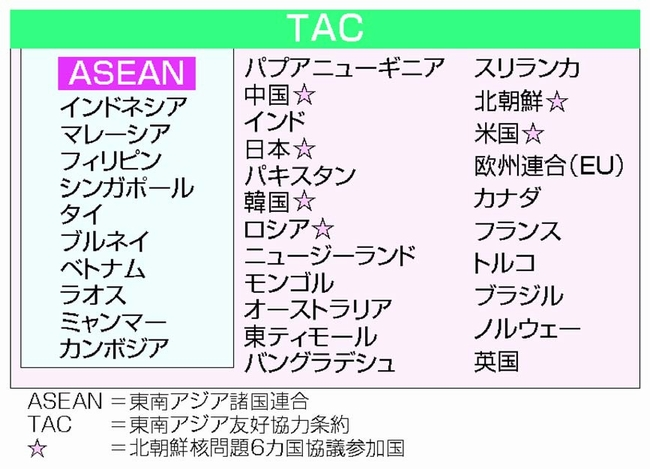 TAC
ASEAN
インドネシア
マレーシア
フィリピン
シンガポール
タイ
ブルネイ
ベトナム
ラオス
ミャンマー
カンボジア
パプアニューギニア
中国☆
インド
日本☆
パキスタン
韓国☆
ロシア☆
ニュージーランド
モンゴル
オーストラリア
東ティモール
バングラデシュ
スリランカ
北朝鮮☆
米国☆
欧州連合(EU)
カナダ
フランス
トルコ
ブラジル
ノルウェー
英国
ASEAN=東南アジア諸国連合
TAC=東南アジア友好協力条約
☆=北朝鮮核問題6カ国協議参加国